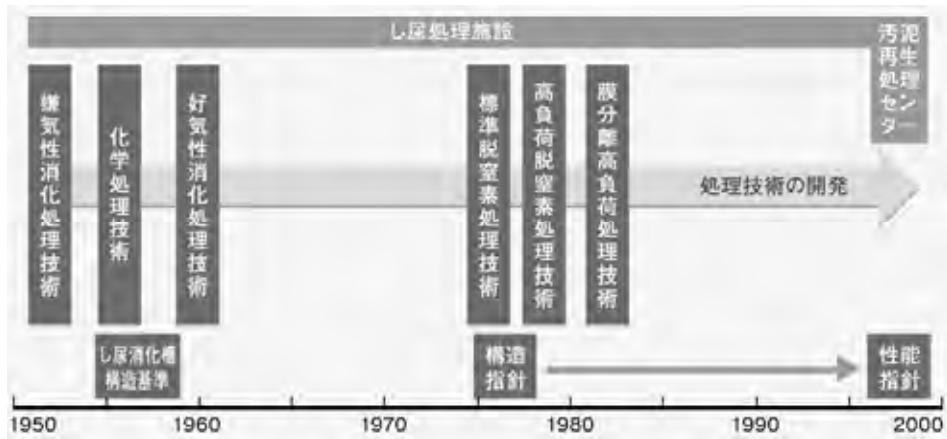 し尿処理施設
汚泥
再生
処理
センター
嫌気性消化処理技術
化学処理技術
好気性消化処理技術
標準脱窒素処理技術
高負荷脱窒素処理技術
膜分離高負荷処理技術
処理技術の開発
し尿消化槽
構造基準
構造
指針
性能
指針
1950
1960
1970
1980
1990
2000